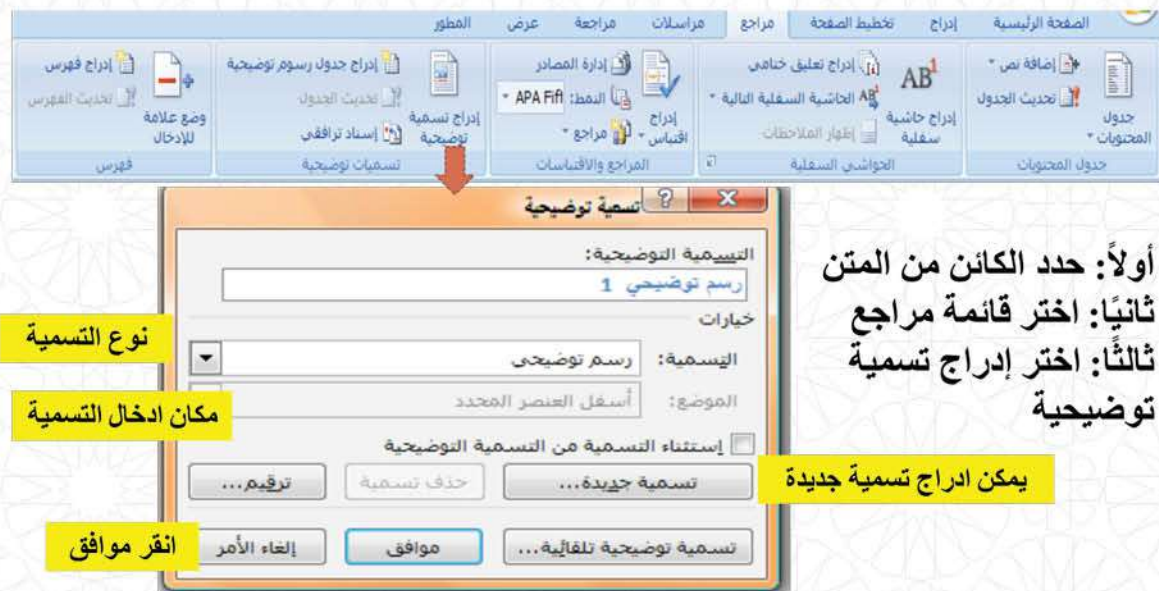 الصفحة الرئيسية إدراج تخطيط الصفحة مراجع مراسلات مراجعة عرض المطور
جدول المحتويات
إضافة نص
تحديث الجدول
جدول المحتويات
AB1
إدراج حاشية سفلية
إدراج تعليق ختامي
الحاشية السفلية التالية
إظهار الملاحظات
الحواشي السفلية
إدراج اقتباس
إدارة المصادر
النمط: APA Fift
مراجع
المراجع والاقتباسات
إدراج تسمية توضيحية
إدراج جدول رسوم توضيحية
تحديث الجدول
إسناد ترافقي
تسميات توضيحية
وضع علامة للإدخال
إدراج فهرس
تحديث الفهرس
فهرس
تسمية توضيحية
التسمية التوضيحية:
رسم توضيحي 1
خيارات
التسمية: رسم توضيحي
الموضع: أسفل العنصر المحدد
إستثناء التسمية من التسمية التوضيحية
تسمية جديدة... حذف تسمية ترقيم...
تسمية توضيحية تلقائية... موافق إلغاء الأمر
أولاً: حدد الكائن من المتن
ثانيًا: اختر قائمة مراجع
ثالثًا: اختر إدراج تسمية
توضيحية
نوع التسمية
مكان ادخال التسمية
يمكن ادراج تسمية جديدة
انقر موافق